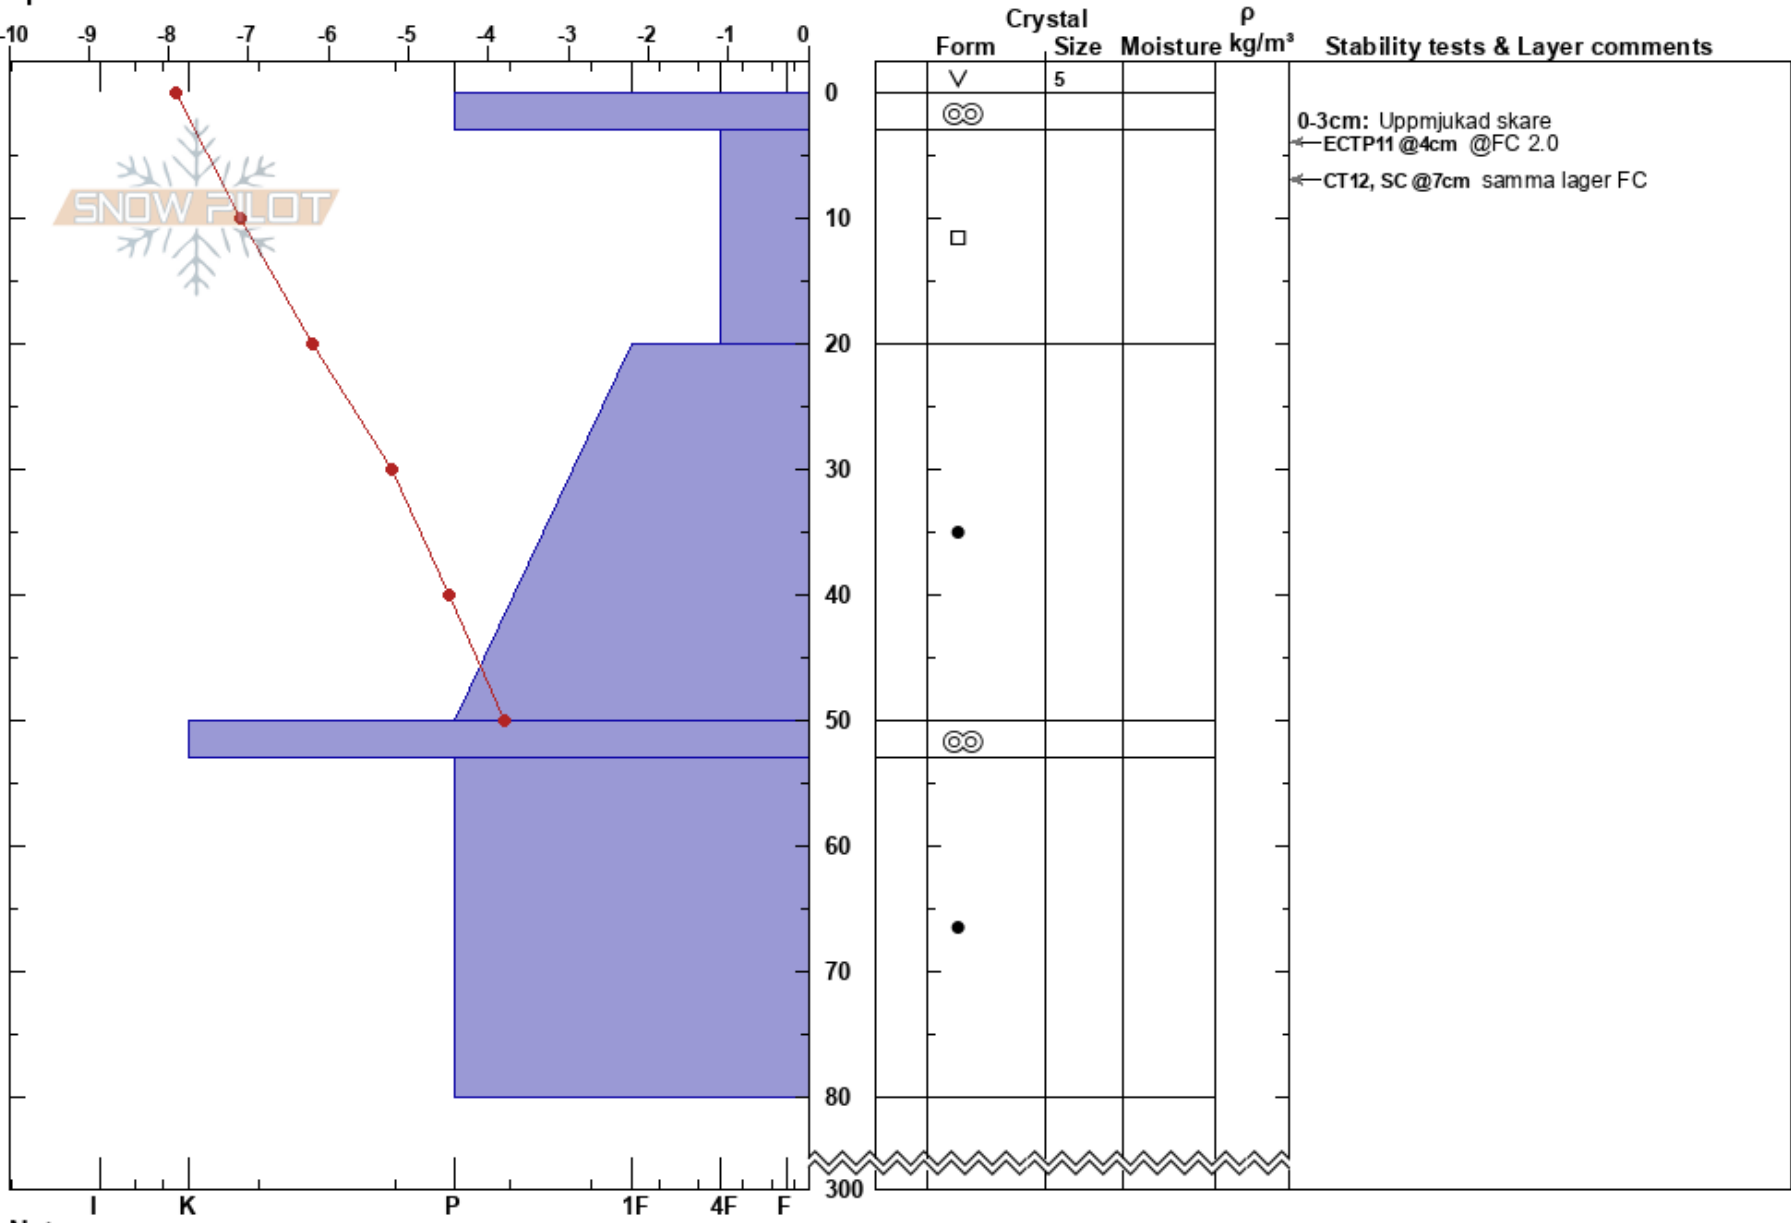 Crystal ρ
-10 -9 -8 -7 -6 -5 -4 -3 -2 -1 0
Form Size Moisture kg/m³ Stability tests & Layer comments
5
0
0-3cm: Uppmjukad skare
ECTP11 @4cm @FC 2.0
CT12, SC @7cm samma lager FC
SNOW PILOT
10
20
30
40
50
60
70
80
300
I K P 1F 4F F